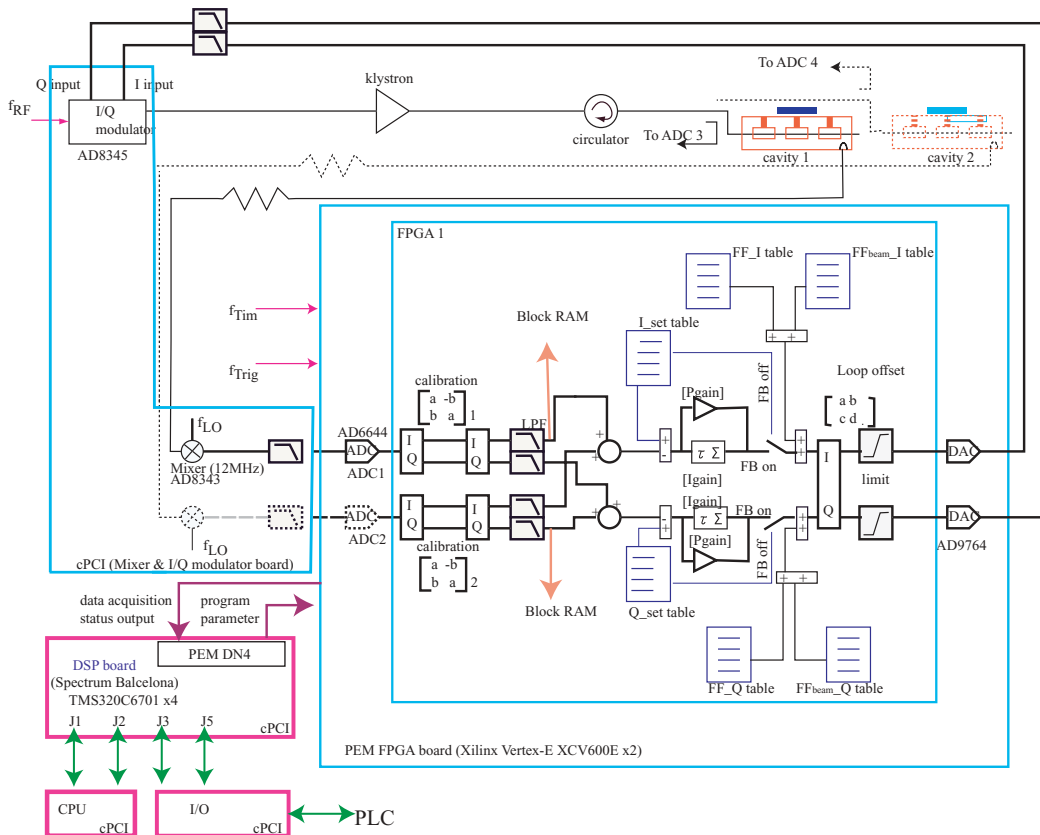 To ADC 4
Q input
I input
klystron
fRF
I/Q
modulator
AD8345
circulator
To ADC 3
cavity 1
cavity 2
FPGA 1
FF_I table
FFbeam_I table
fTim
Block RAM
I_set table
fTrig
calibration
a -b
b a
1
[Pgain]
FB off
+ +
Loop offset
a b
c d .
fLO
AD6644
LPF
ADC
I
Q
I
Q
+
+
+
-
τ Σ
FB on
+
+
I
DAC
Mixer (12MHz)
AD8343
ADC1
[Igain]
limit
[Igain]
ADC
I
Q
I
Q
+
+
-
+
τ Σ
FB on
+
+
Q
DAC
fLO
ADC2
[Pgain]
FB off
AD9764
cPCI (Mixer & I/Q modulator board)
calibration
a -b
b a
2
+ +
data acquisition
status output
program
parameter
Block RAM
Q_set table
PEM DN4
DSP board
(Spectrum Balcelona)
TMS320C6701 x4
FF_Q table
FFbeam_Q table
J1
J2
J3
J5
cPCI
PEM FPGA board (Xilinx Vertex-E XCV600E x2)
CPU
cPCI
I/O
cPCI
PLC